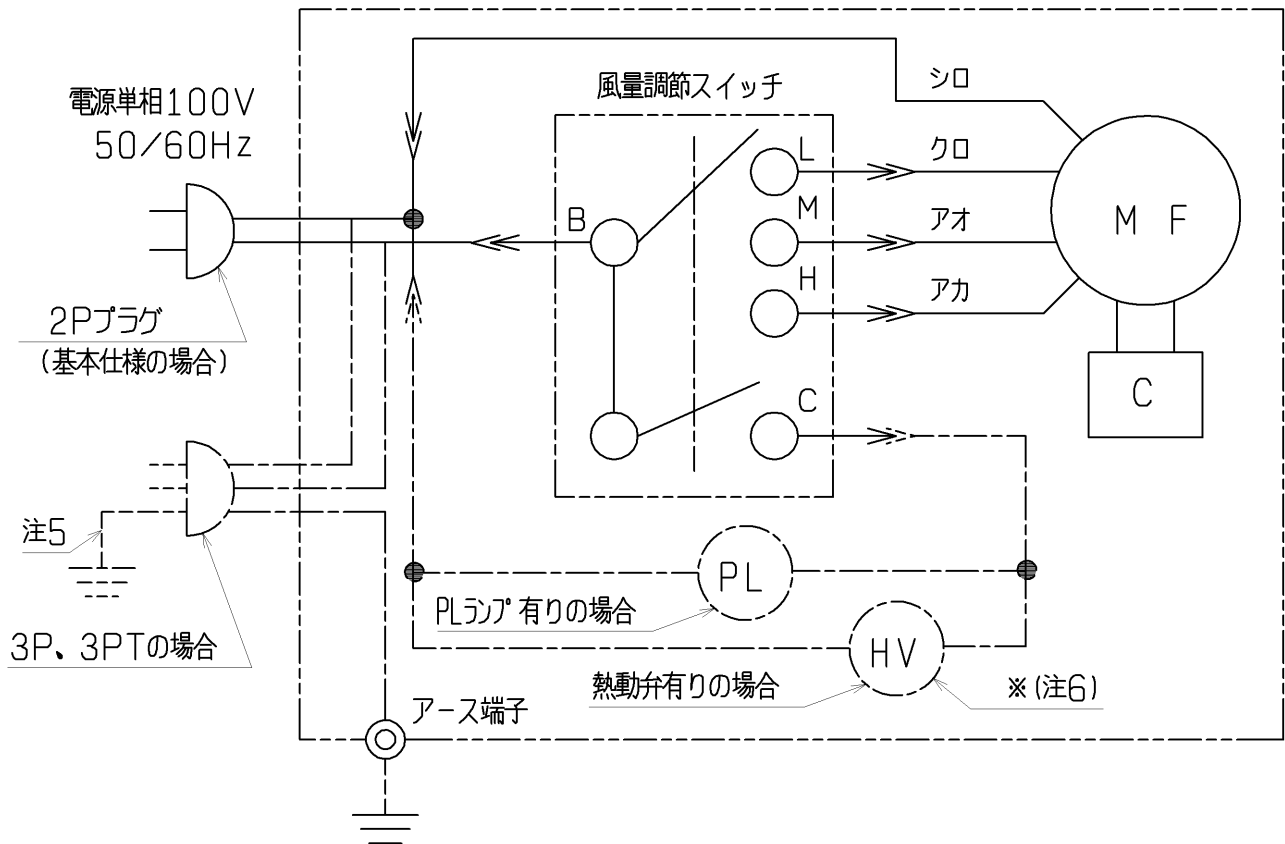 電源単相100V
50/60Hz
風量調節スイッチ
シロ
L
クロ
M
B
アオ
M F
H
アカ
2Pプラグ
(基本仕様の場合)
C
C
注5
PL
PLランプ有りの場合
3P、3PTの場合
HV
熱動弁有りの場合
※(注6)
アース端子